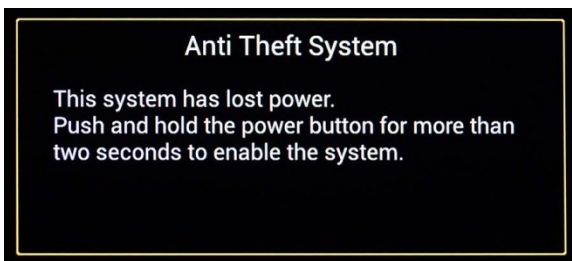 Anti Theft System
This system has lost power.
Push and hold the power button for more than
two seconds to enable the system.